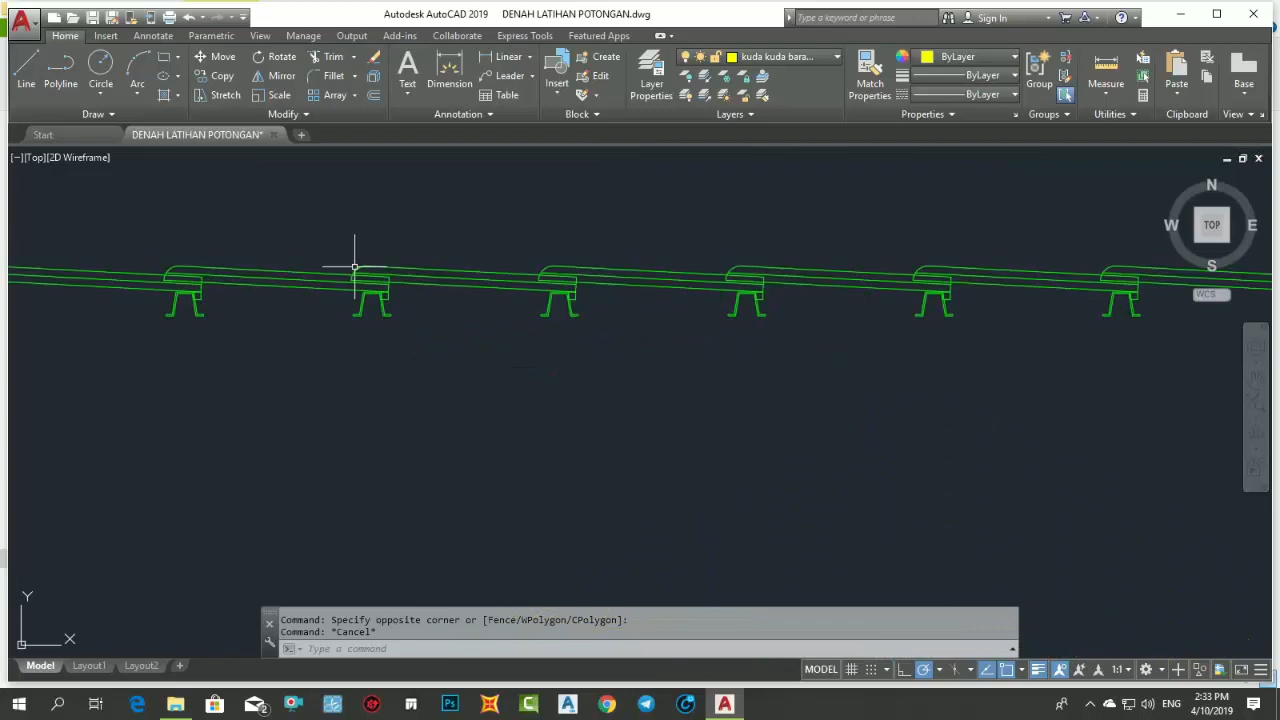 Autodesk AutoCAD 2019 DENAH LATIHAN POTONGAN.dwg
Type a keyword or phrase
Sign In
Home Insert Annotate Parametric View Manage Output Add-ins Collaborate Express Tools Featured Apps
Move Rotate Trim
Linear
Create
kuda kuda bara...
ByLayer
Copy Mirror Fillet
Leader
Edit
ByLayer
Line Polyline Circle Arc
Text Dimension
Insert
Layer Properties
Match Properties
Group
Measure
Paste
Base
Stretch Scale Array
Table
ByLayer
Draw Modify Annotation Block Layers Properties Groups Utilities Clipboard View
Start DENAH LATIHAN POTONGAN*
[−][Top][2D Wireframe]
N
W TOP E
S
WCS
Y
X
Command: Specify opposite corner or [Fence/WPolygon/CPolygon]:
Command: *Cancel*
Type a command
Model Layout1 Layout2
MODEL
1:1
2
ENG
2:33 PM
4/10/2019